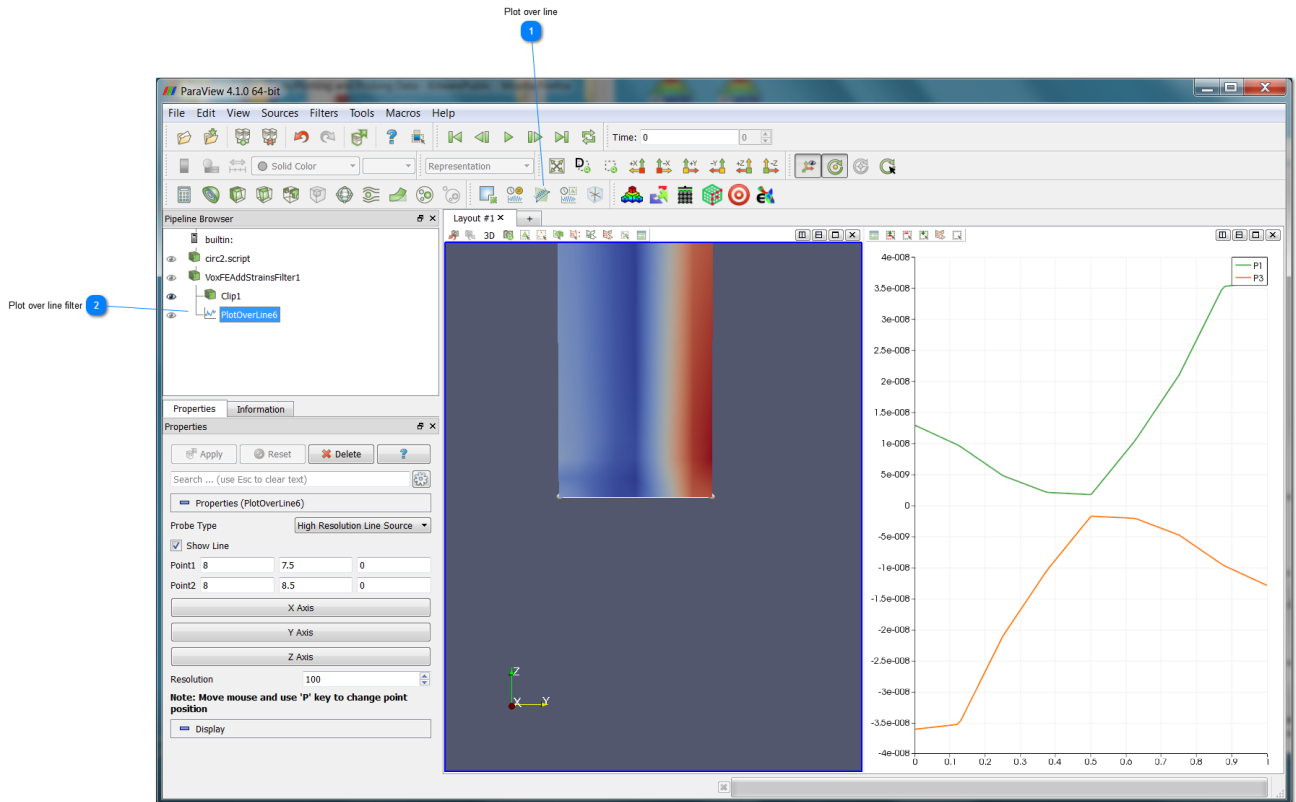 Plot over line
1
ParaView 4.1.0 64-bit
File Edit View Sources Filters Tools Macros Help
Time: 0 0
Solid Color Representation
Pipeline Browser
Layout #1
3D
builtin:
circ2.script
VoxFEAddStrainsFilter1
Clip1
Plot over line filter 2
PlotOverLine6
Properties Information
Properties
Apply Reset Delete ?
Search ... (use Esc to clear text)
Properties (PlotOverLine6)
Probe Type High Resolution Line Source
Show Line
Point1 8 7.5 0
Point2 8 8.5 0
X Axis
Y Axis
Z Axis
Resolution 100
Note: Move mouse and use 'P' key to change point
position
Display
Z
X Y
P1
P3
4e-008
3.5e-008
3e-008
2.5e-008
2e-008
1.5e-008
1e-008
5e-009
0
-5e-009
-1e-008
-1.5e-008
-2e-008
-2.5e-008
-3e-008
-3.5e-008
-4e-008
0 0.1 0.2 0.3 0.4 0.5 0.6 0.7 0.8 0.9 1